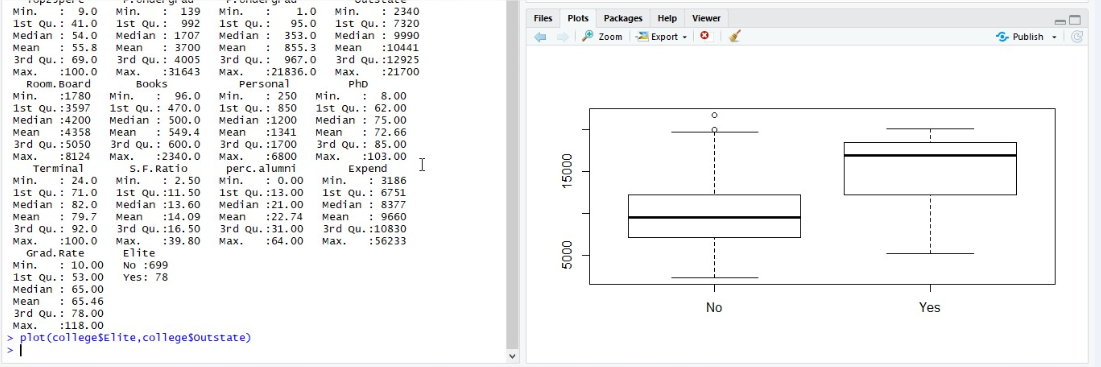 Top25perc P.Undergrad F.Undergrad Outstate
Min. : 9.0 Min. : 139 Min. : 1.0 Min. : 2340
1st Qu.: 41.0 1st Qu.: 992 1st Qu.: 95.0 1st Qu.: 7320
Median : 54.0 Median : 1707 Median : 353.0 Median : 9990
Mean : 55.8 Mean : 3700 Mean : 855.3 Mean :10441
3rd Qu.: 69.0 3rd Qu.: 4005 3rd Qu.: 967.0 3rd Qu.:12925
Max. :100.0 Max. :31643 Max. :21836.0 Max. :21700
Room.Board Books Personal PhD
Min. :1780 Min. : 96.0 Min. : 250 Min. : 8.00
1st Qu.:3597 1st Qu.: 470.0 1st Qu.: 850 1st Qu.: 62.00
Median :4200 Median : 500.0 Median :1200 Median : 75.00
Mean :4358 Mean : 549.4 Mean :1341 Mean : 72.66
3rd Qu.:5050 3rd Qu.: 600.0 3rd Qu.:1700 3rd Qu.: 85.00
Max. :8124 Max. :2340.0 Max. :6800 Max. :103.00
Terminal S.F.Ratio perc.alumni Expend
Min. : 24.0 Min. : 2.50 Min. : 0.00 Min. : 3186
1st Qu.: 71.0 1st Qu.:11.50 1st Qu.:13.00 1st Qu.: 6751
Median : 82.0 Median :13.60 Median :21.00 Median : 8377
Mean : 79.7 Mean :14.09 Mean :22.74 Mean : 9660
3rd Qu.: 92.0 3rd Qu.:16.50 3rd Qu.:31.00 3rd Qu.:10830
Max. :100.0 Max. :39.80 Max. :64.00 Max. :56233
Grad.Rate Elite
Min. : 10.00 No :699
1st Qu.: 53.00 Yes: 78
Median : 65.00
Mean : 65.46
3rd Qu.: 78.00
Max. :118.00
> plot(college$Elite,college$Outstate)
>
Files Plots Packages Help Viewer
Zoom Export Publish
15000
5000
No Yes